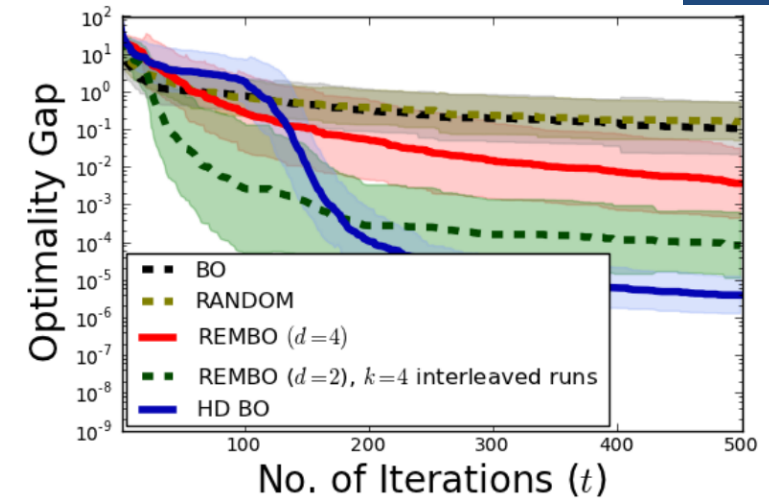 10^2
10^1
10^0
10^-1
10^-2
10^-3
10^-4
10^-5
10^-6
10^-7
10^-8
10^-9
Optimality Gap
BO
RANDOM
REMBO (d=4)
REMBO (d=2), k=4 interleaved runs
HD BO
100 200 300 400 500
No. of Iterations (t)